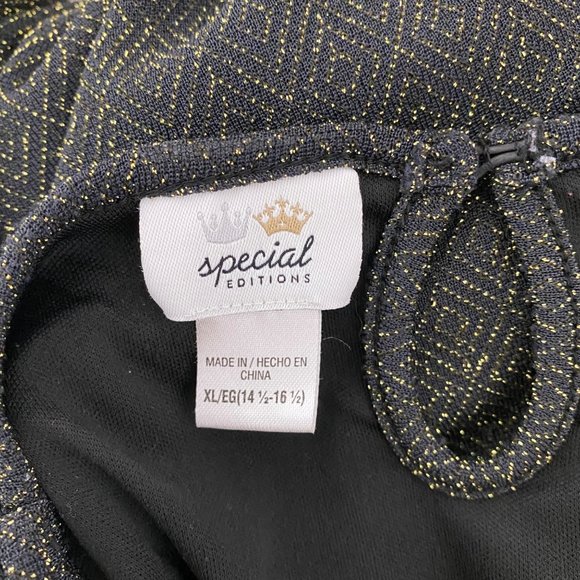 special
EDITIONS
MADE IN / HECHO EN
CHINA
XL/EG(14 ½-16 ½)